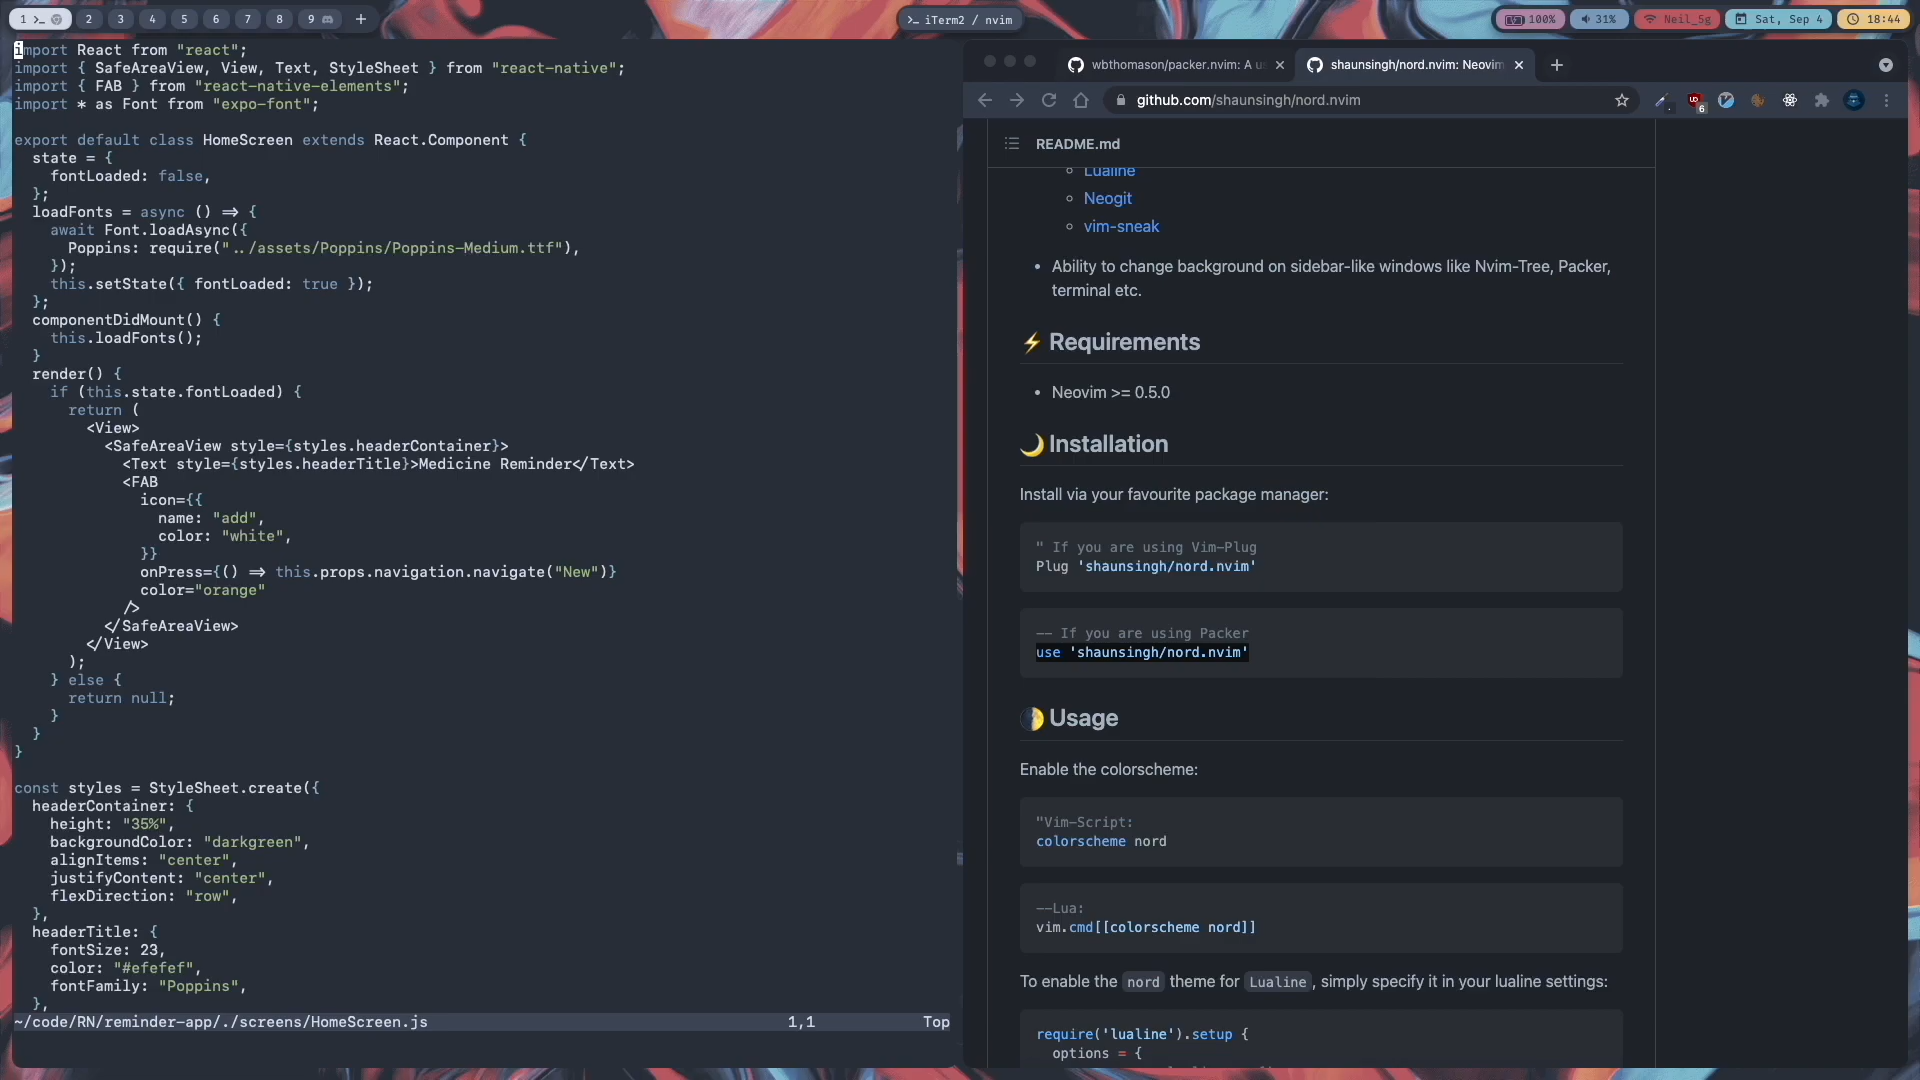 1
2
3
4
5
6
7
8
9
+
>_ iTerm2 / nvim
100%
31%
Neil_5g
Sat, Sep 4
18:44
import React from "react";
import { SafeAreaView, View, Text, StyleSheet } from "react-native";
import { FAB } from "react-native-elements";
import * as Font from "expo-font";
export default class HomeScreen extends React.Component {
state = {
fontLoaded: false,
};
loadFonts = async () => {
await Font.loadAsync({
Poppins: require("../assets/Poppins/Poppins-Medium.ttf"),
});
this.setState({ fontLoaded: true });
};
componentDidMount() {
this.loadFonts();
}
render() {
if (this.state.fontLoaded) {
return (
<View>
<SafeAreaView style={styles.headerContainer}>
<Text style={styles.headerTitle}>Medicine Reminder</Text>
<FAB
icon={{
name: "add",
color: "white",
}}
onPress={() => this.props.navigation.navigate("New")}
color="orange"
/>
</SafeAreaView>
</View>
);
} else {
return null;
}
}
}
const styles = StyleSheet.create({
headerContainer: {
height: "35%",
backgroundColor: "darkgreen",
alignItems: "center",
justifyContent: "center",
flexDirection: "row",
},
headerTitle: {
fontSize: 23,
color: "#efefef",
fontFamily: "Poppins",
},
~/code/RN/reminder-app/./screens/HomeScreen.js 1,1 Top
wbthomason/packer.nvim: A u
shaunsingh/nord.nvim: Neovim
github.com/shaunsingh/nord.nvim
6
README.md
Lualine
Neogit
vim-sneak
Ability to change background on sidebar-like windows like Nvim-Tree, Packer,
terminal etc.
⚡ Requirements
Neovim >= 0.5.0
🌙 Installation
Install via your favourite package manager:
" If you are using Vim-Plug
Plug 'shaunsingh/nord.nvim'
-- If you are using Packer
use 'shaunsingh/nord.nvim'
🌗 Usage
Enable the colorscheme:
"Vim-Script:
colorscheme nord
--Lua:
vim.cmd[[colorscheme nord]]
To enable the nord theme for Lualine, simply specify it in your lualine settings:
require('lualine').setup {
options = {